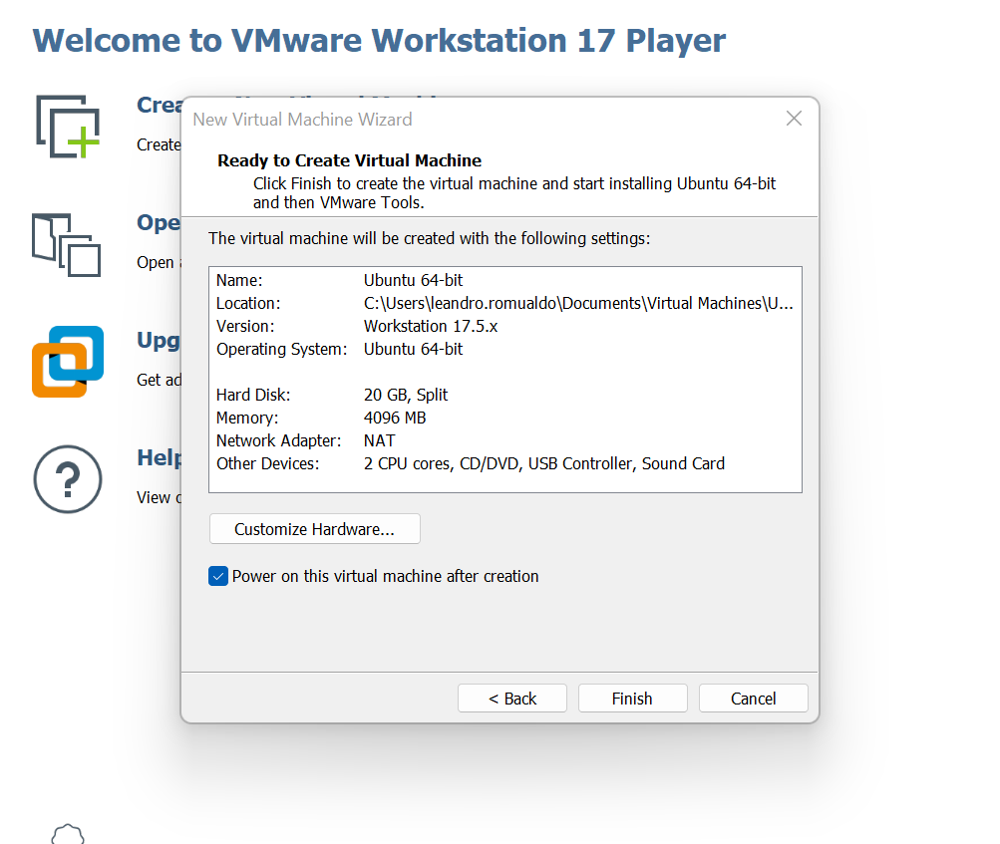 Welcome to VMware Workstation 17 Player
Create
Open
Get
Help
View
New Virtual Machine Wizard
Ready to Create Virtual Machine
Click Finish to create the virtual machine and start installing Ubuntu 64-bit
and then VMware Tools.
The virtual machine will be created with the following settings:
Name: Ubuntu 64-bit
Location: C:\Users\leandro.romualdo\Documents\Virtual Machines\U...
Version: Workstation 17.5.x
Operating System: Ubuntu 64-bit
Hard Disk: 20 GB, Split
Memory: 4096 MB
Network Adapter: NAT
Other Devices: 2 CPU cores, CD/DVD, USB Controller, Sound Card
Customize Hardware...
Power on this virtual machine after creation
< Back
Finish
Cancel